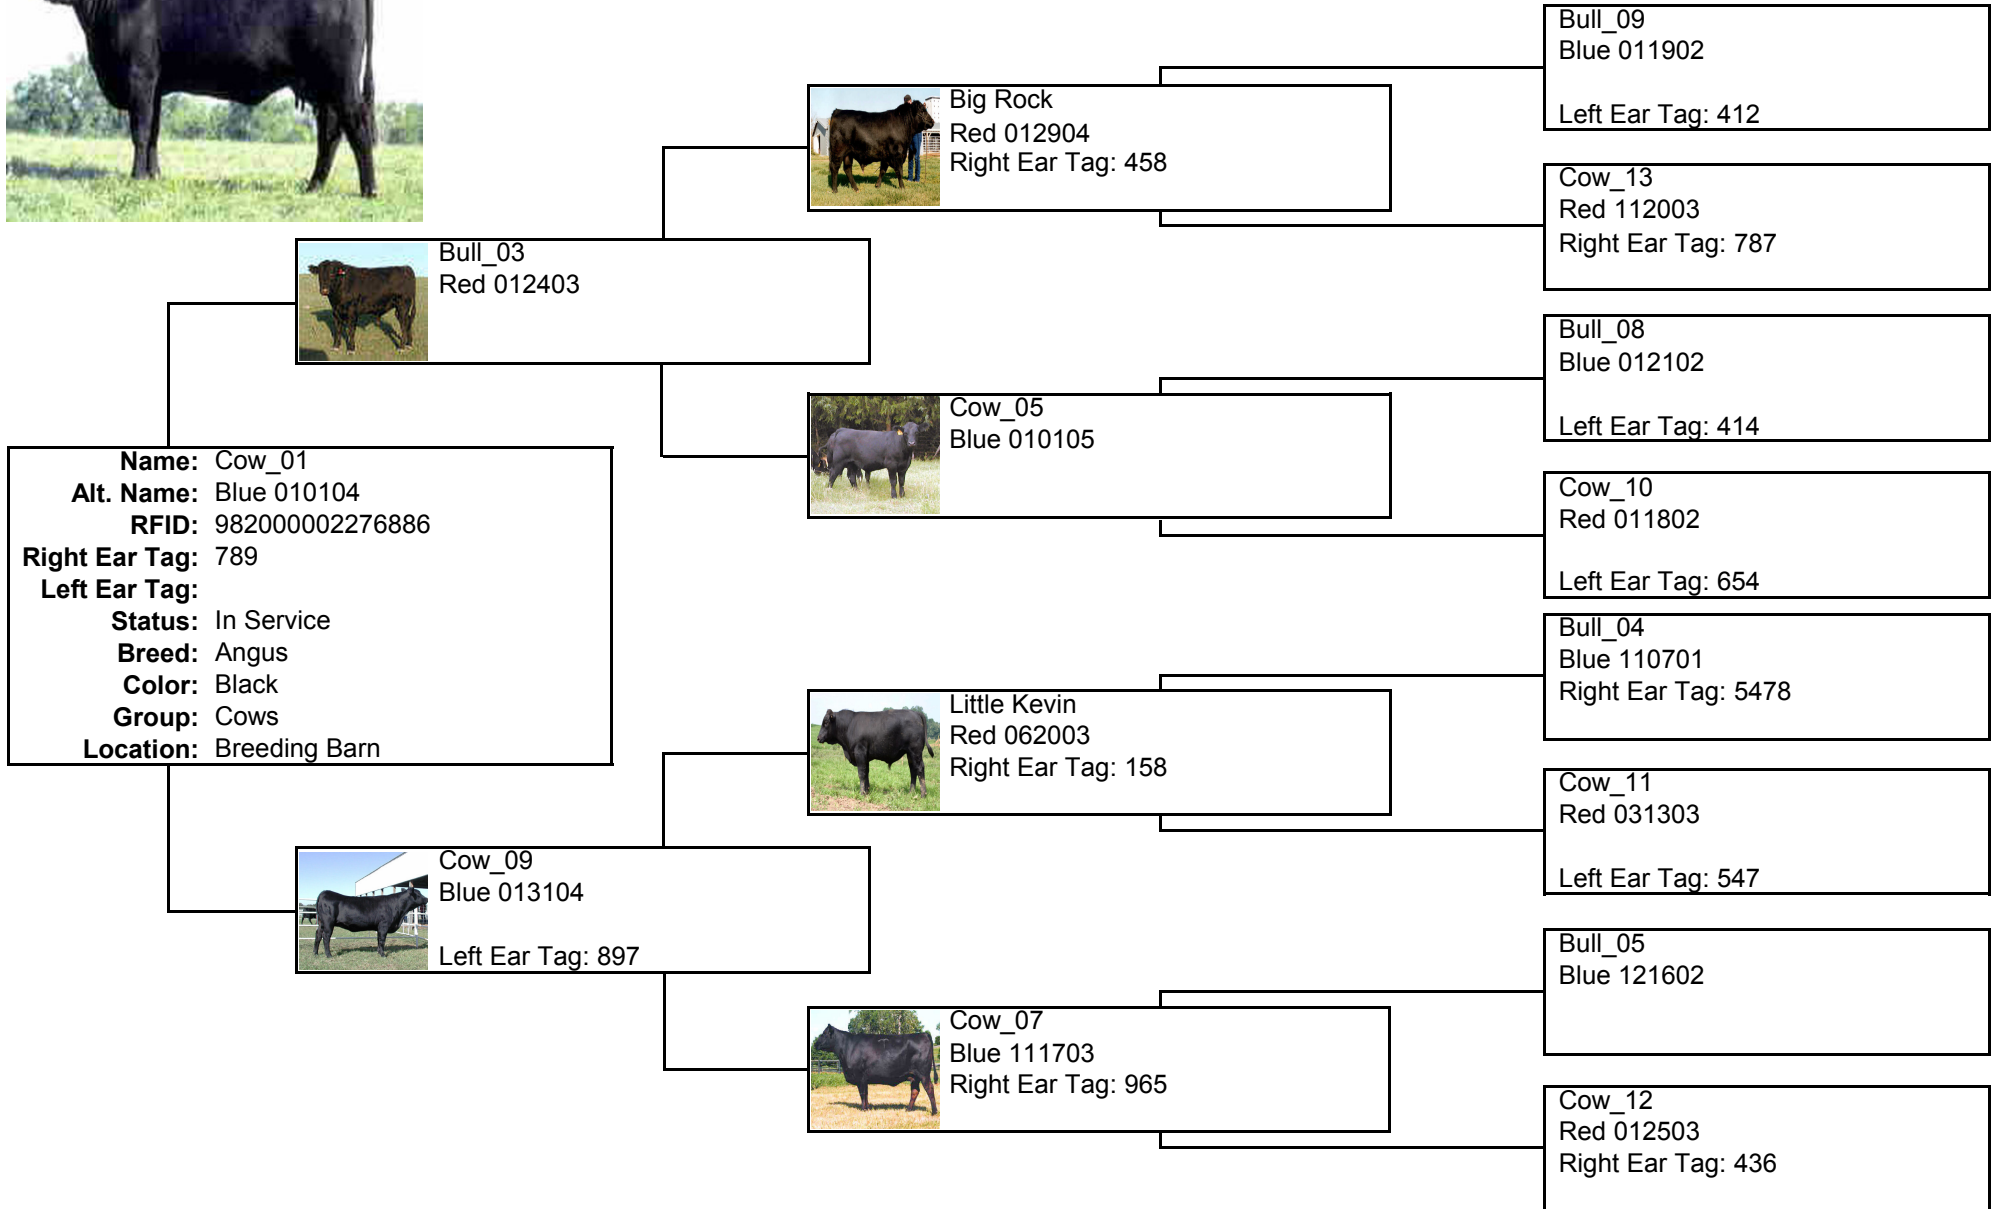 Bull_09
Blue 011902
Left Ear Tag: 412
Big Rock
Red 012904
Right Ear Tag: 458
Cow_13
Red 112003
Right Ear Tag: 787
Bull_03
Red 012403
Bull_08
Blue 012102
Left Ear Tag: 414
Cow_05
Blue 010105
Cow_10
Red 011802
Left Ear Tag: 654
Name: Cow_01
Alt. Name: Blue 010104
RFID: 982000002276886
Right Ear Tag: 789
Left Ear Tag:
Status: In Service
Breed: Angus
Color: Black
Group: Cows
Location: Breeding Barn
Bull_04
Blue 110701
Right Ear Tag: 5478
Little Kevin
Red 062003
Right Ear Tag: 158
Cow_11
Red 031303
Left Ear Tag: 547
Cow_09
Blue 013104
Left Ear Tag: 897
Bull_05
Blue 121602
Cow_07
Blue 111703
Right Ear Tag: 965
Cow_12
Red 012503
Right Ear Tag: 436